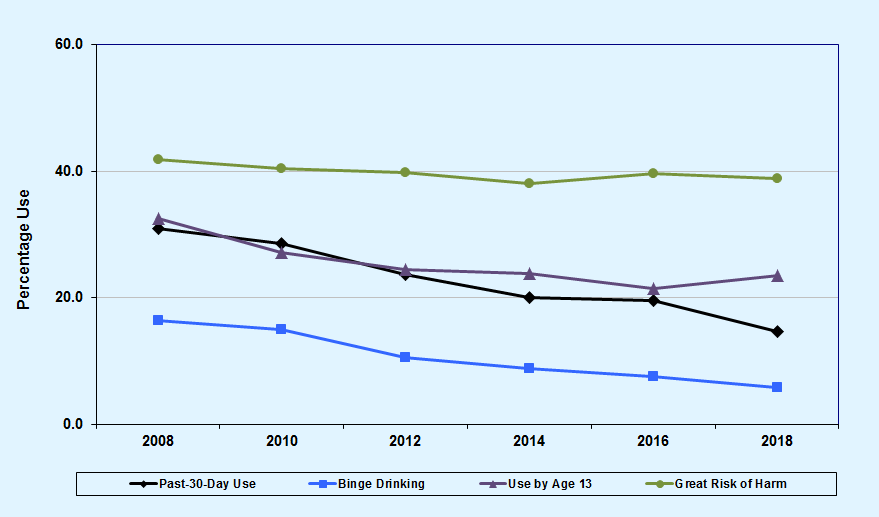 60.0
40.0
20.0
0.0
Percentage Use
2008 2010 2012 2014 2016 2018
Past-30-Day Use Binge Drinking Use by Age 13 Great Risk of Harm